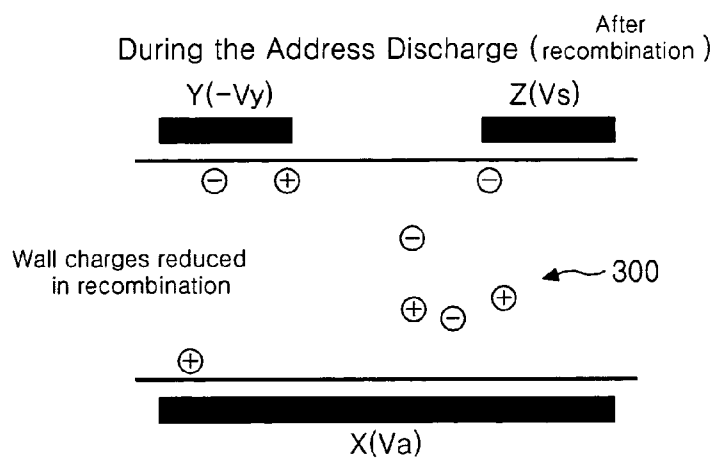 During the Address Discharge ( After recombination )
Y(-Vy)
Z(Vs)
⊖ ⊕ ⊖
⊖
Wall charges reduced
in recombination
300
⊕ ⊖ ⊕
⊕
X(Va)